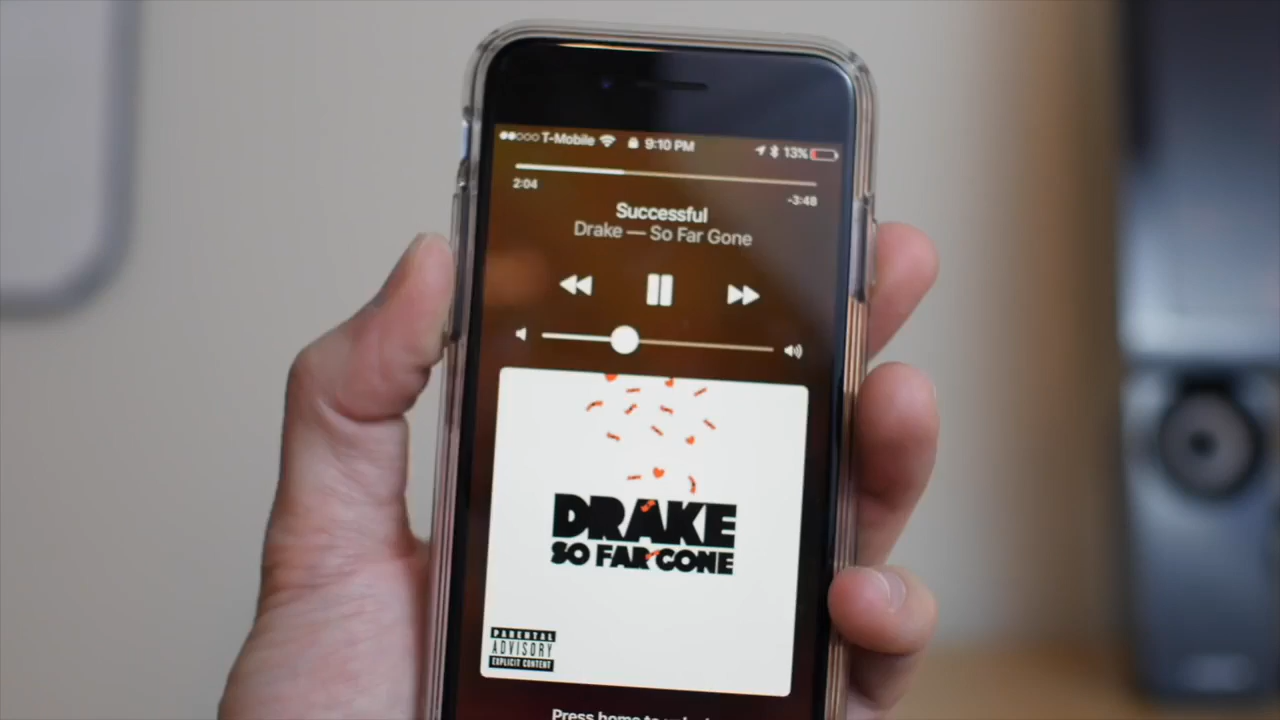 T-Mobile 9:10 PM 13%
2:04 -3:48
Successful
Drake — So Far Gone
DRAKE
SO FAR GONE
PARENTAL
ADVISORY
EXPLICIT CONTENT
Press home to